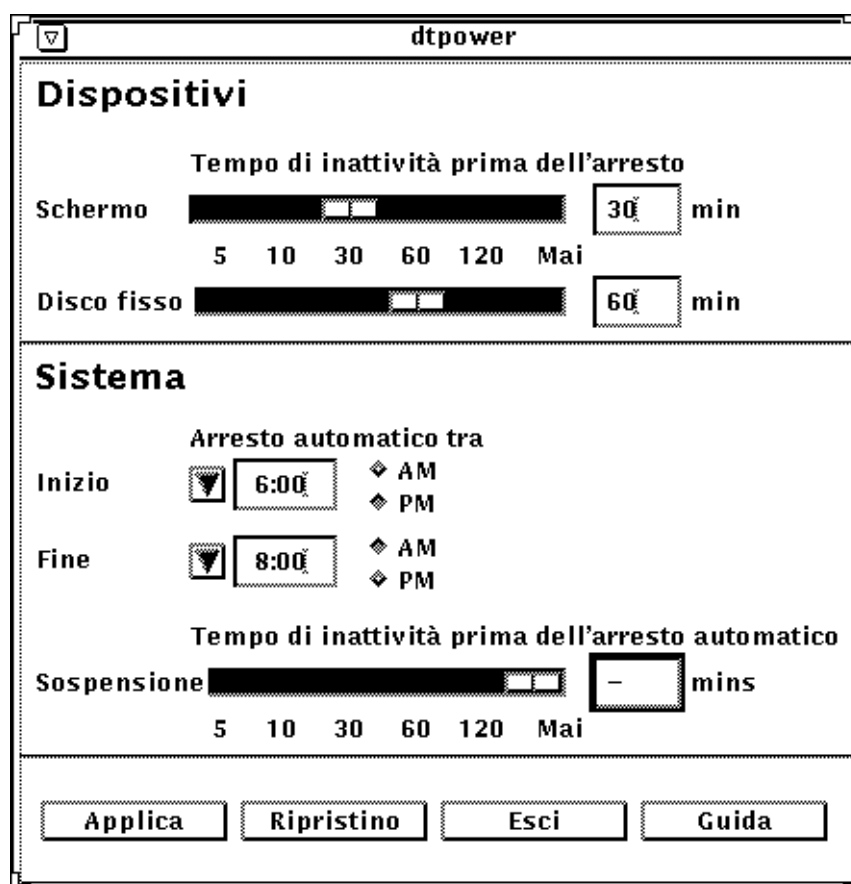 dtpower
Dispositivi
Tempo di inattività prima dell'arresto
Schermo 30 min
5 10 30 60 120 Mai
Disco fisso 60 min
Sistema
Arresto automatico tra
Inizio 6:00 AM
PM
Fine 8:00 AM
PM
Tempo di inattività prima dell'arresto automatico
Sospensione – mins
5 10 30 60 120 Mai
Applica Ripristino Esci Guida